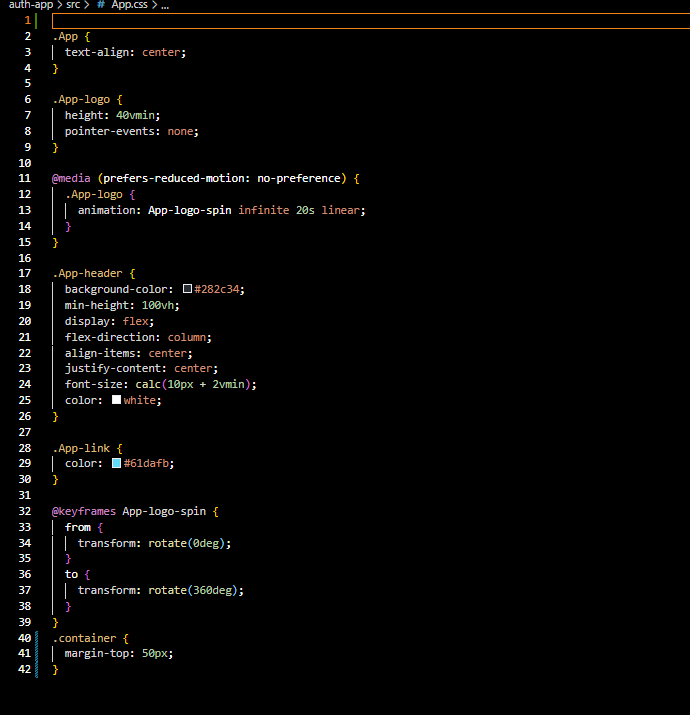 auth-app > src > # App.css > ...
1
2 .App {
3   text-align: center;
4 }
5
6 .App-logo {
7   height: 40vmin;
8   pointer-events: none;
9 }
10
11 @media (prefers-reduced-motion: no-preference) {
12   .App-logo {
13     animation: App-logo-spin infinite 20s linear;
14   }
15 }
16
17 .App-header {
18   background-color: #282c34;
19   min-height: 100vh;
20   display: flex;
21   flex-direction: column;
22   align-items: center;
23   justify-content: center;
24   font-size: calc(10px + 2vmin);
25   color: white;
26 }
27
28 .App-link {
29   color: #61dafb;
30 }
31
32 @keyframes App-logo-spin {
33   from {
34     transform: rotate(0deg);
35   }
36   to {
37     transform: rotate(360deg);
38   }
39 }
40 .container {
41   margin-top: 50px;
42 }